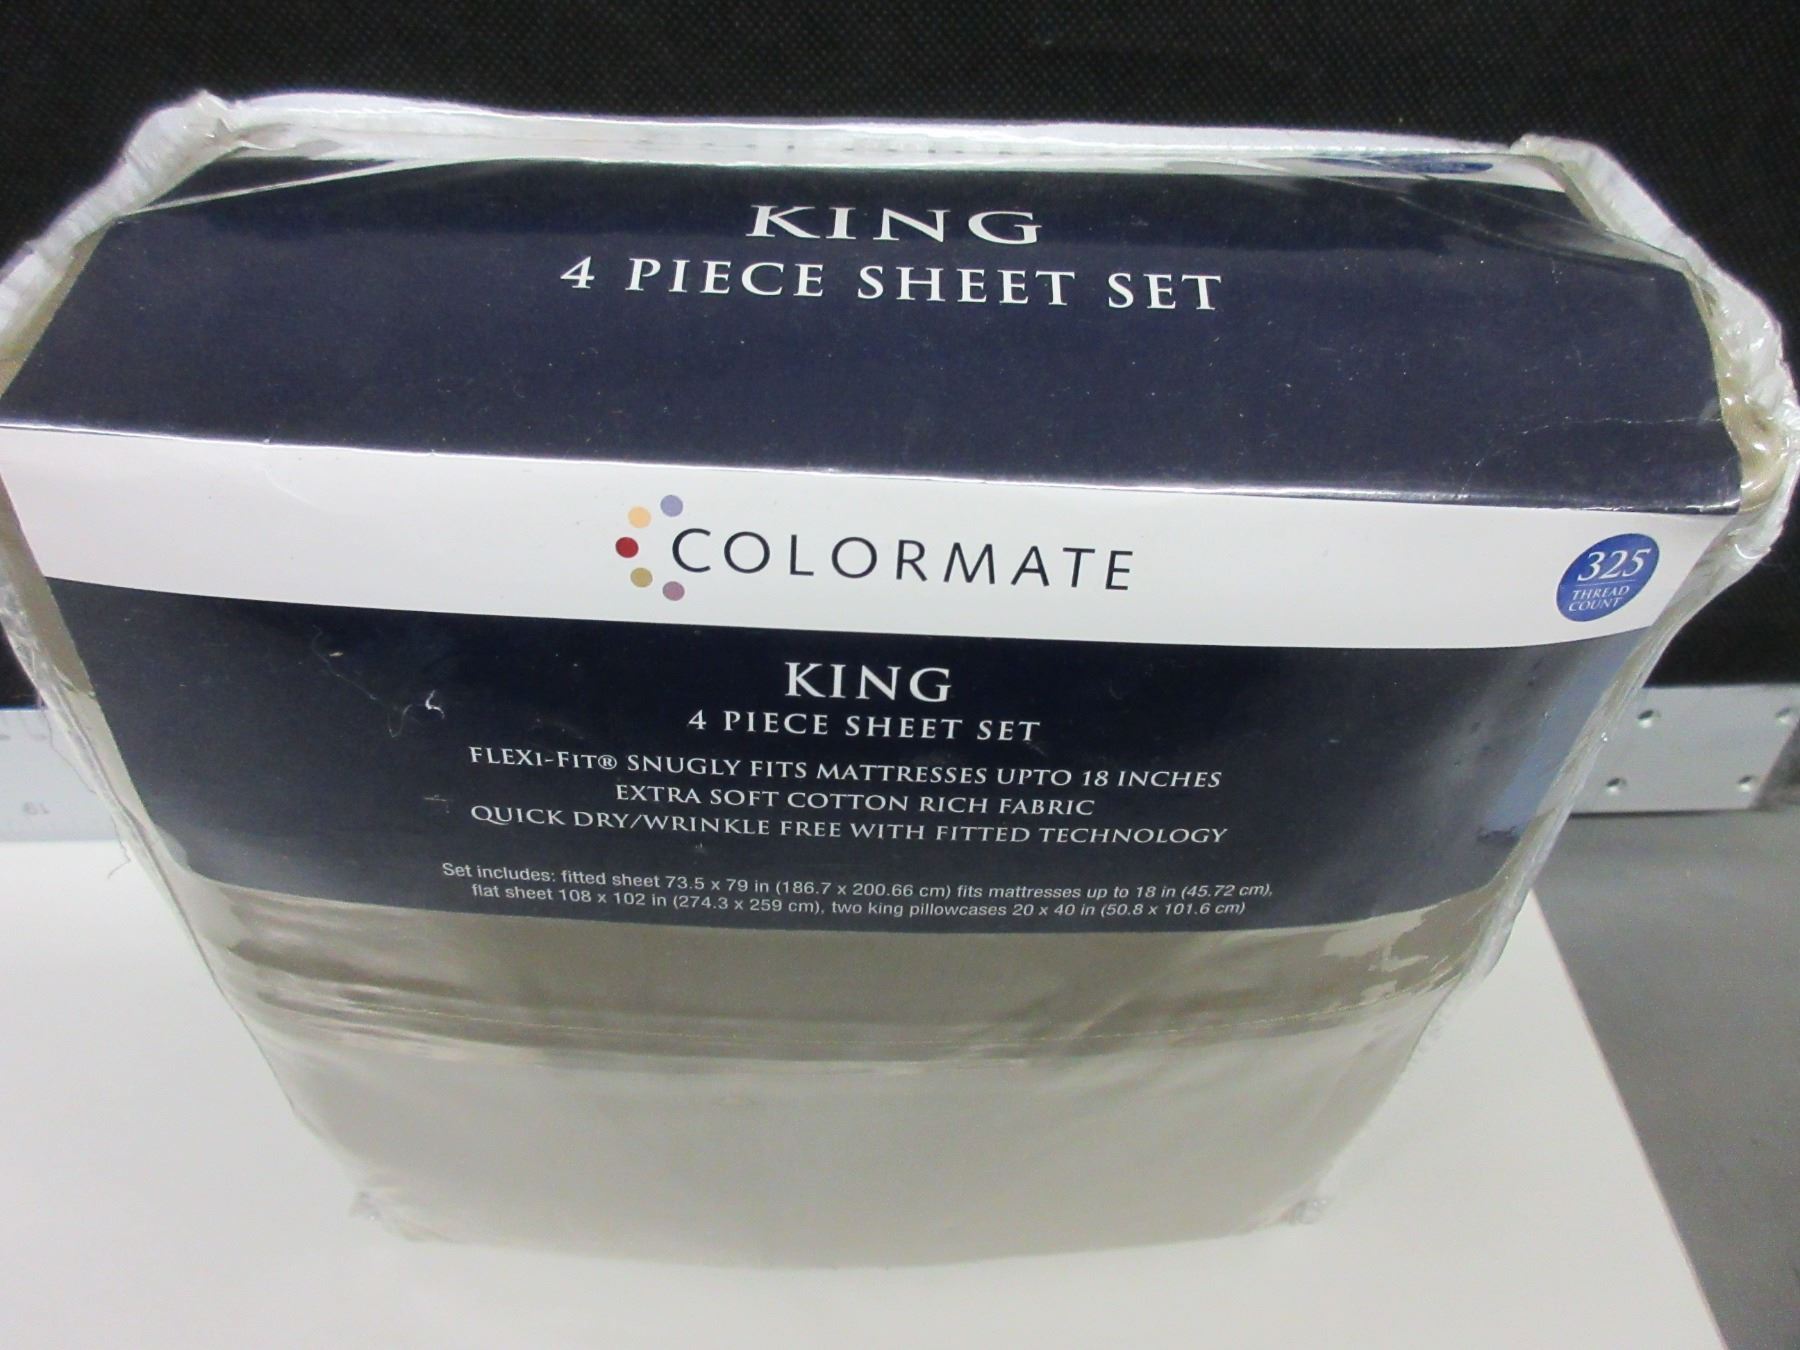 KING
4 PIECE SHEET SET
COLORMATE
325
THREAD
COUNT
KING
4 PIECE SHEET SET
FLEXI-FIT® SNUGLY FITS MATTRESSES UPTO 18 INCHES
EXTRA SOFT COTTON RICH FABRIC
QUICK DRY/WRINKLE FREE WITH FITTED TECHNOLOGY
Set includes: fitted sheet 73.5 x 79 in (186.7 x 200.66 cm) fits mattresses up to 18 in (45.72 cm),
flat sheet 108 x 102 in (274.3 x 259 cm), two king pillowcases 20 x 40 in (50.8 x 101.6 cm)